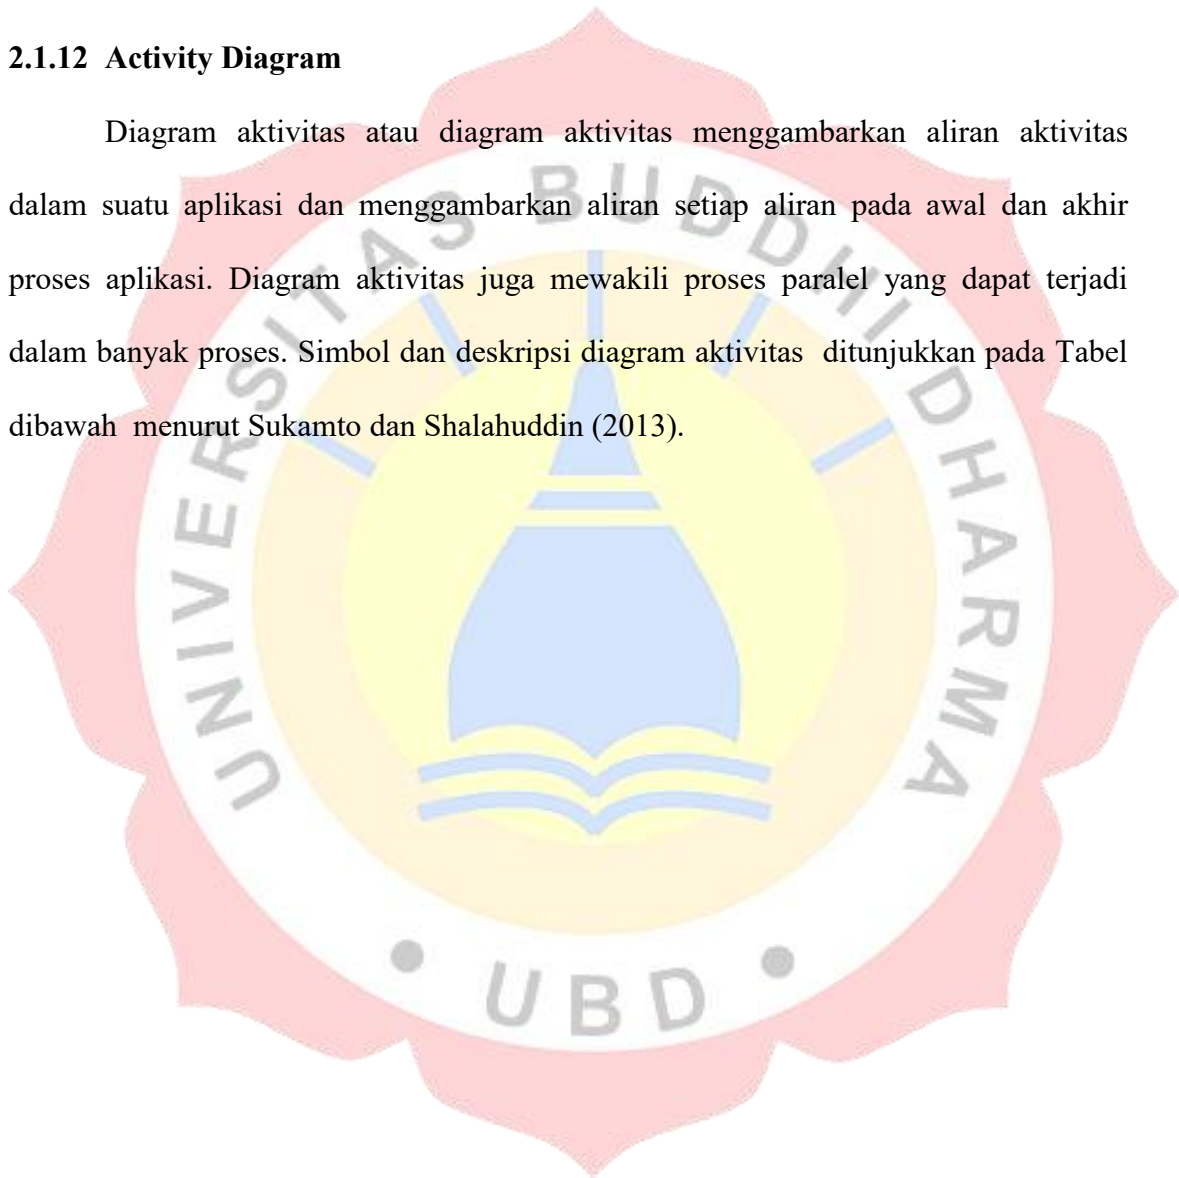 2.1.12 Activity Diagram
Diagram aktivitas atau diagram aktivitas menggambarkan aliran aktivitas
dalam suatu aplikasi dan menggambarkan aliran setiap aliran pada awal dan akhir
proses aplikasi. Diagram aktivitas juga mewakili proses paralel yang dapat terjadi
dalam banyak proses. Simbol dan deskripsi diagram aktivitas ditunjukkan pada Tabel
dibawah menurut Sukamto dan Shalahuddin (2013).
UNIVERSITAS BUDDHI DHARMA
• UBD •